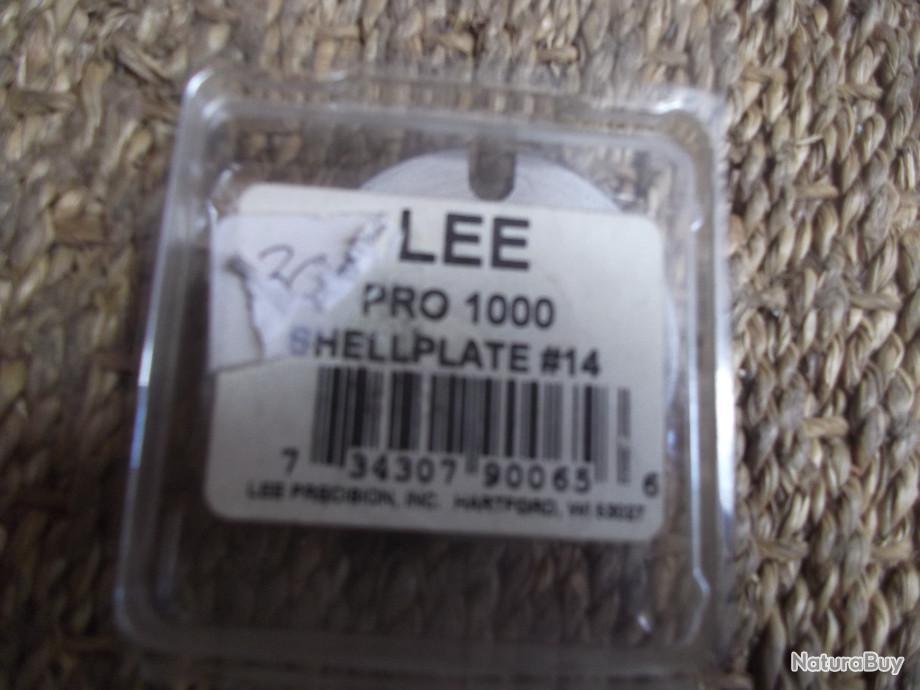 LEE
PRO 1000
SHELLPLATE #14
7 34307 90065 6
LEE PRECISION, INC. HARTFORD, WI 53027
NaturaBuy